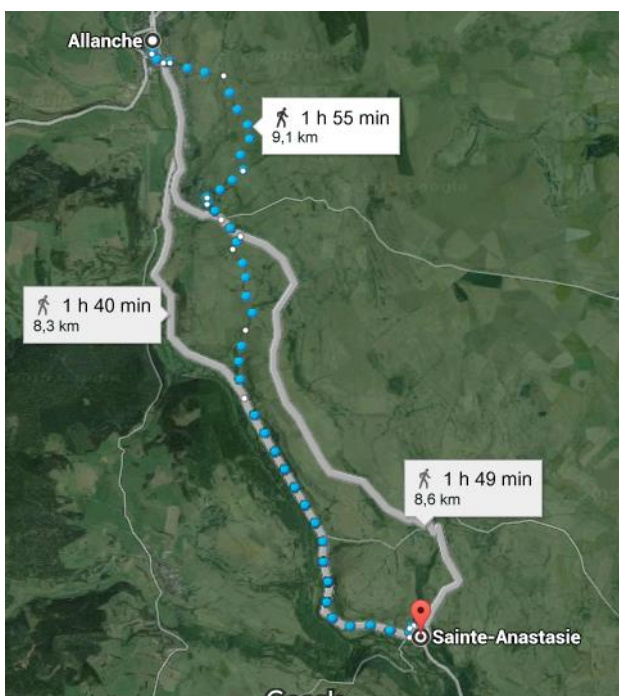 Allanche
1 h 55 min
9,1 km
1 h 40 min
8,3 km
1 h 49 min
8,6 km
Sainte-Anastasie